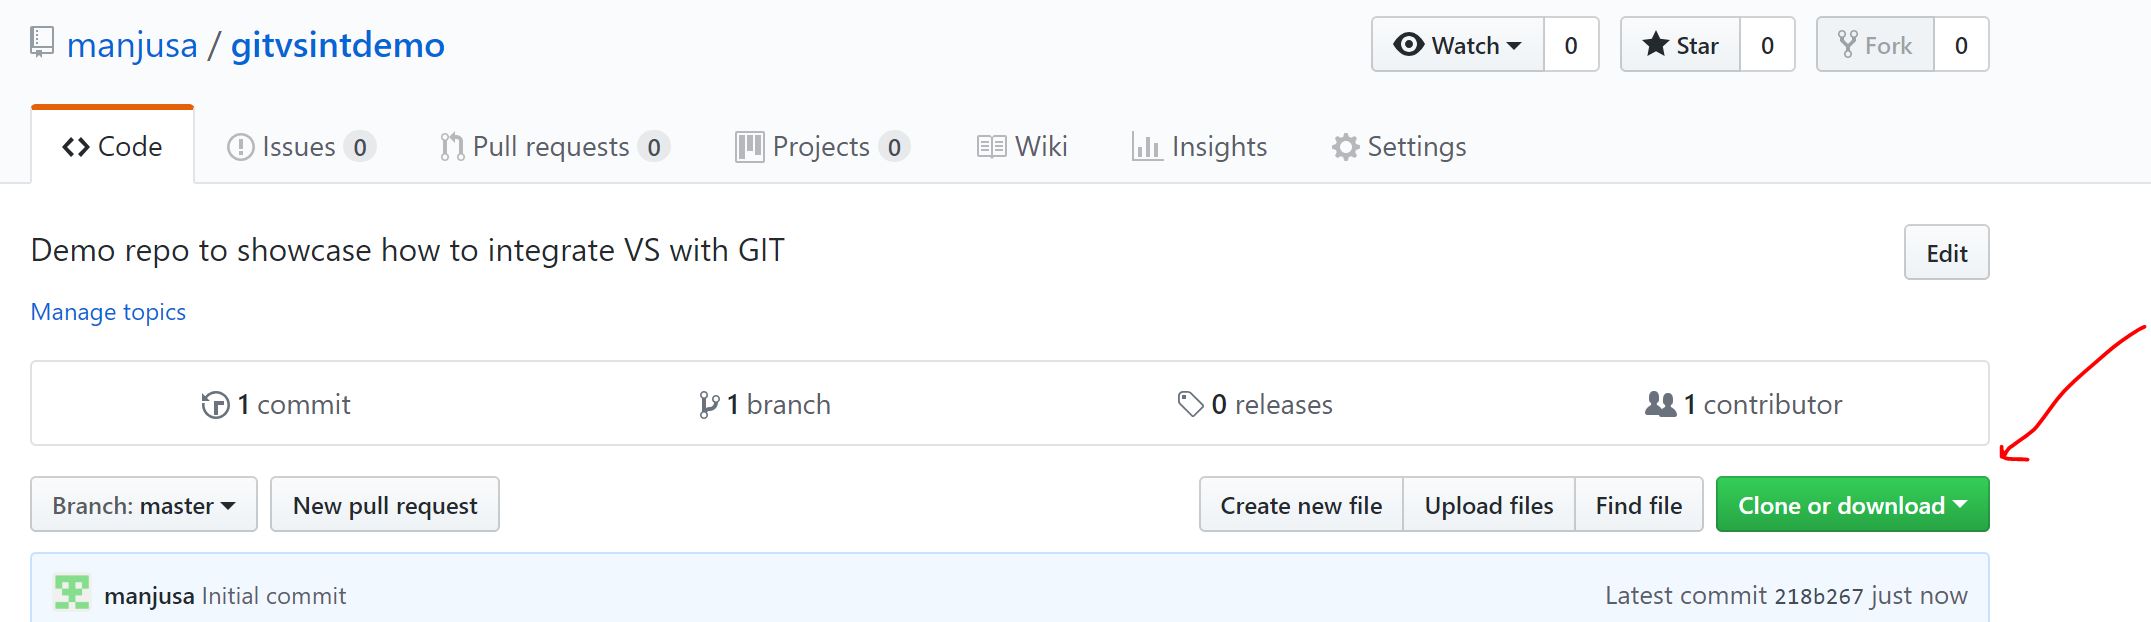 manjusa / gitvsintdemo
Watch 0 Star 0 Fork 0
Code Issues 0 Pull requests 0 Projects 0 Wiki Insights Settings
Demo repo to showcase how to integrate VS with GIT
Edit
Manage topics
1 commit 1 branch 0 releases 1 contributor
Branch: master New pull request Create new file Upload files Find file Clone or download
manjusa Initial commit Latest commit 218b267 just now